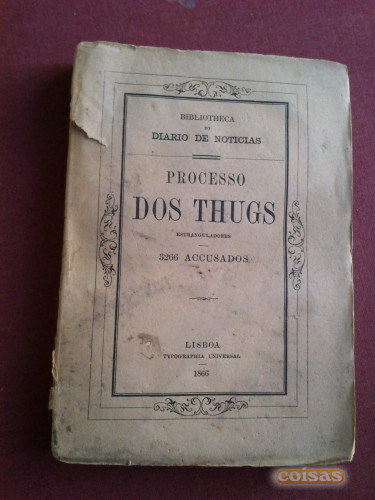 BIBLIOTHECA
DO
DIARIO DE NOTICIAS
PROCESSO
DOS THUGS
ESTRANGULADORES
3266 ACCUSADOS
LISBOA
TYPOGRAPHIA UNIVERSAL
1866
coisas